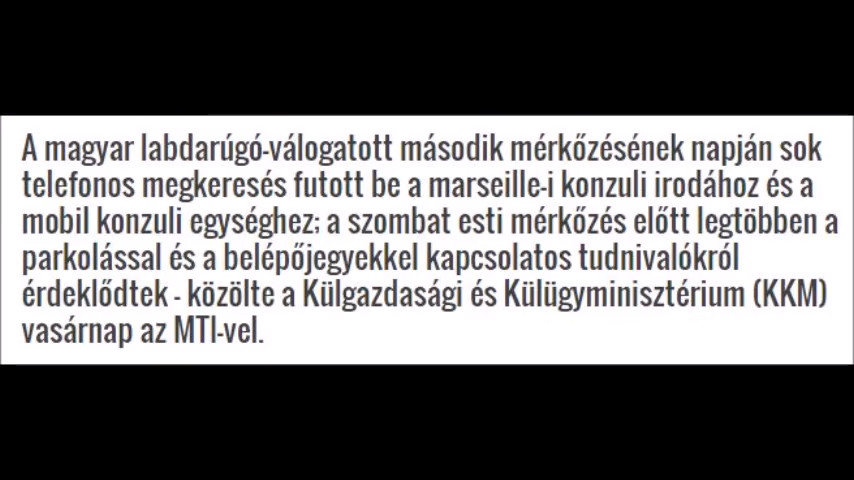 A magyar labdarúgó-válogatott második mérkőzésének napján sok
telefonos megkeresés futott be a marseille-i konzuli irodához és a
mobil konzuli egységhez; a szombat esti mérkőzés előtt legtöbben a
parkolással és a belépőjegyekkel kapcsolatos tudnivalókról
érdeklődtek - közölte a Külgazdasági és Külügyminisztérium (KKM)
vasárnap az MTI-vel.